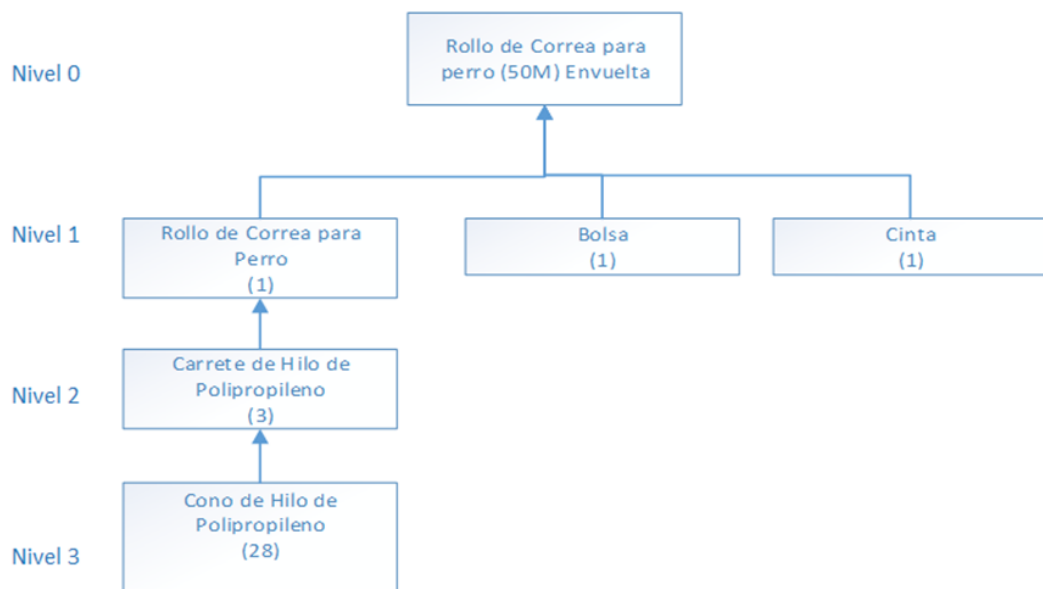 Nivel 0
Rollo de Correa para
perro (50M) Envuelta
Nivel 1
Rollo de Correa para
Perro
(1)
Bolsa
(1)
Cinta
(1)
Nivel 2
Carrete de Hilo de
Polipropileno
(3)
Nivel 3
Cono de Hilo de
Polipropileno
(28)